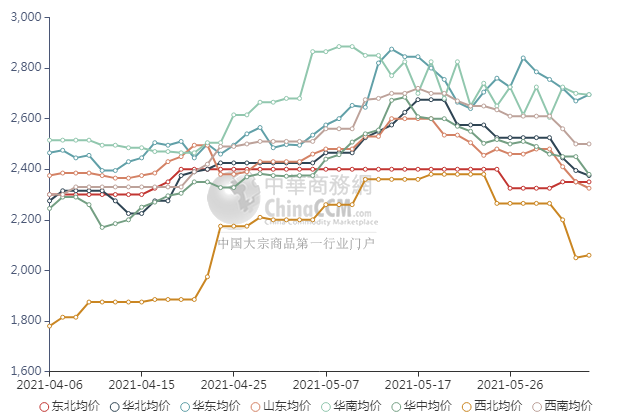 3,000
2,800
2,600
2,400
2,200
2,000
1,800
1,600
中華商務網
ChinaCCM.com
China Commodity Marketplace
中国大宗商品第一行业门户
2021-04-06 2021-04-15 2021-04-25 2021-05-07 2021-05-17 2021-05-26
东北均价 华北均价 华东均价 山东均价 华南均价 华中均价 西北均价 西南均价